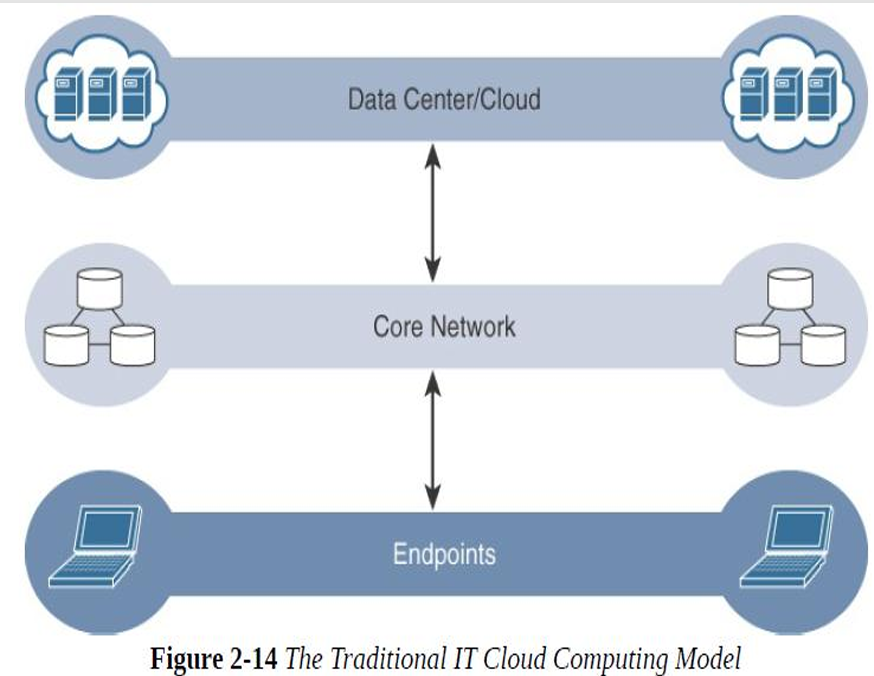 Data Center/Cloud
Core Network
Endpoints
Figure 2-14 The Traditional IT Cloud Computing Model